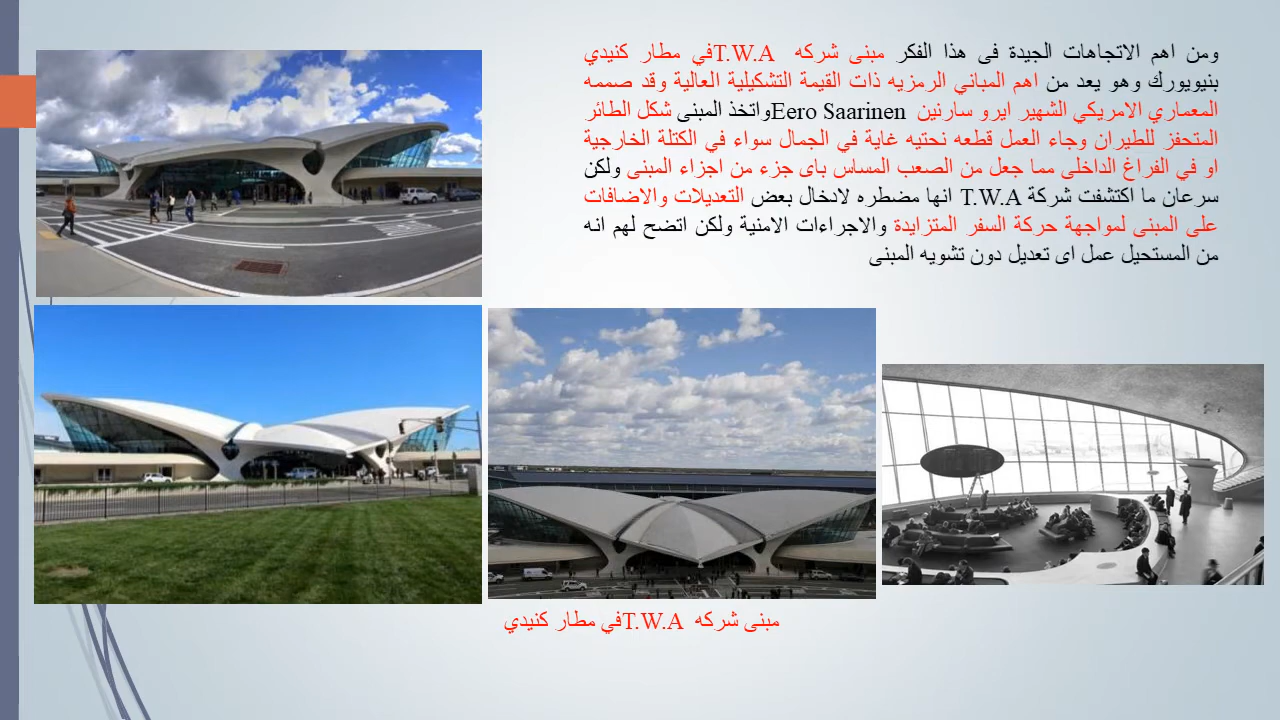 ومن اهم الاتجاهات الجيدة فى هذا الفكر مبنى شركه T.W.A في مطار كنيدي
بنيويورك وهو يعد من اهم المباني الرمزيه ذات القيمة التشكيلية العالية وقد صممه
المعماري الامريكي الشهير ايرو سارنين Eero Saarinen واتخذ المبنى شكل الطائر
المتحفز للطيران وجاء العمل قطعه نحتيه غاية في الجمال سواء في الكتلة الخارجية
او في الفراغ الداخلى مما جعل من الصعب المساس باى جزء من اجزاء المبنى ولكن
سرعان ما اكتشفت شركة T.W.A انها مضطره لادخال بعض التعديلات والاضافات
على المبنى لمواجهة حركة السفر المتزايدة والاجراءات الامنية ولكن اتضح لهم انه
من المستحيل عمل اى تعديل دون تشويه المبنى
مبنى شركه T.W.A في مطار كنيدي